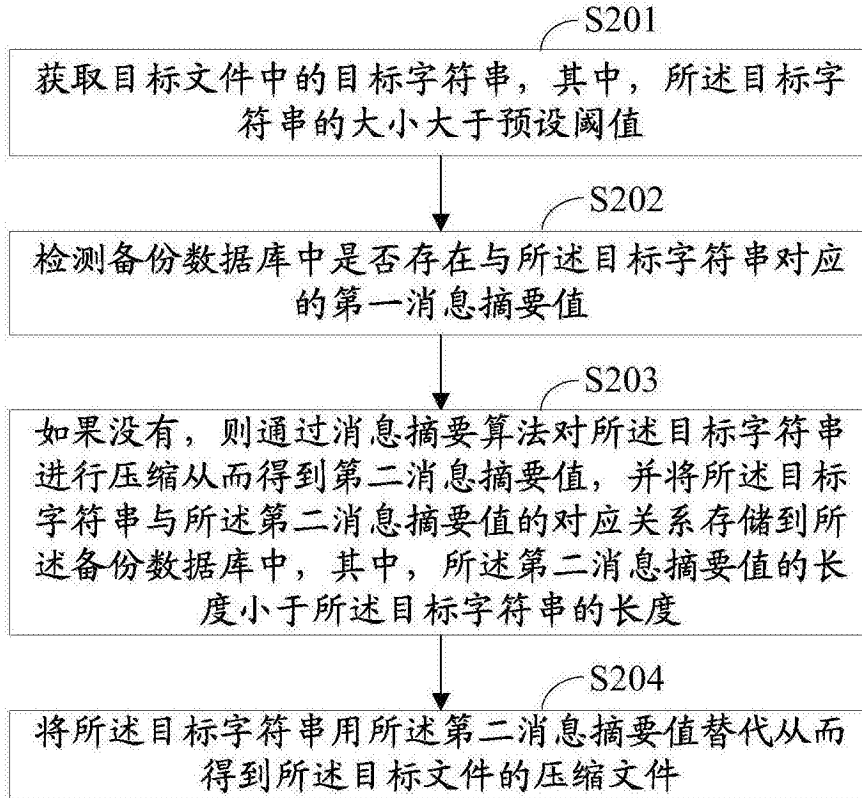 S201
获取目标文件中的目标字符串，其中，所述目标字
符串的大小大于预设阈值
S202
检测备份数据库中是否存在与所述目标字符串对应
的第一消息摘要值
S203
如果没有，则通过消息摘要算法对所述目标字符串
进行压缩从而得到第二消息摘要值，并将所述目标
字符串与所述第二消息摘要值的对应关系存储到所
述备份数据库中，其中，所述第二消息摘要值的长
度小于所述目标字符串的长度
S204
将所述目标字符串用所述第二消息摘要值替代从而
得到所述目标文件的压缩文件